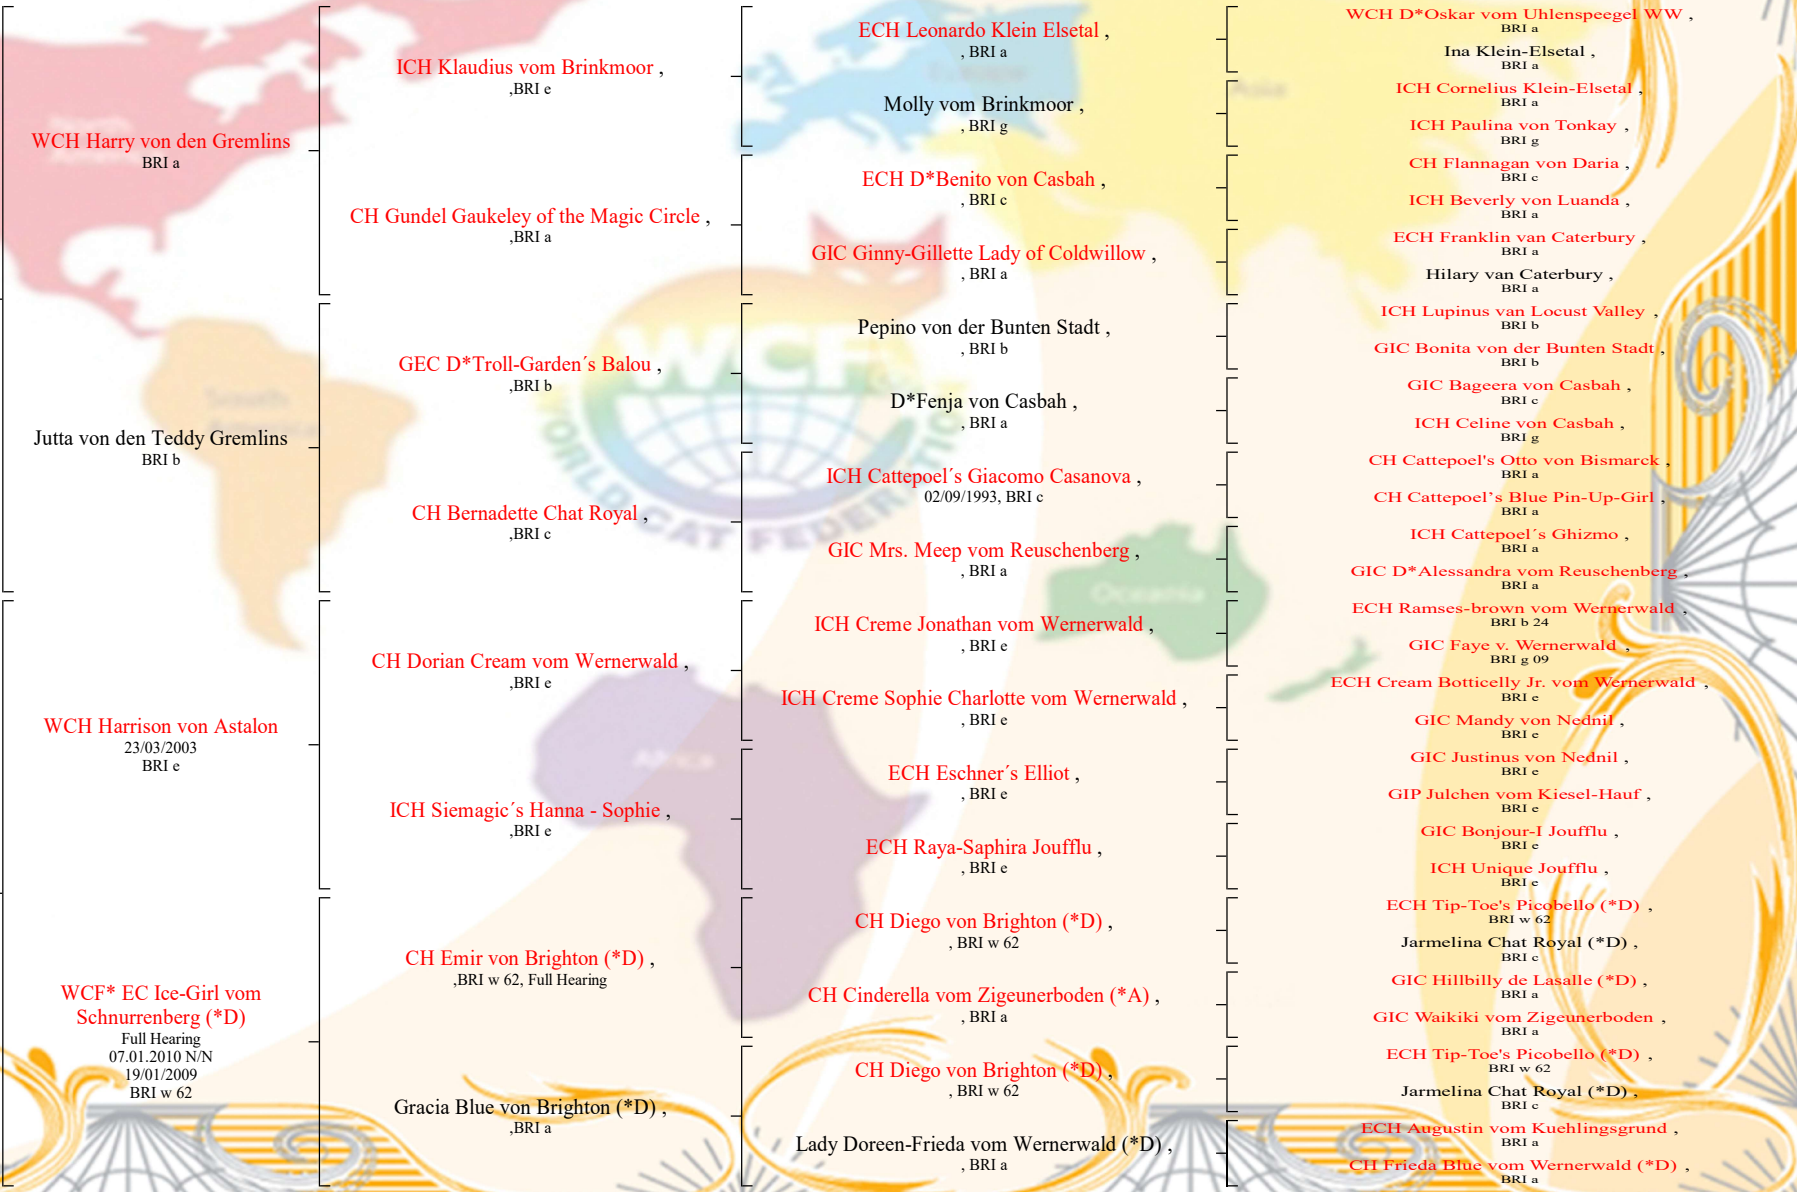 WCH Harry von den Gremlins
BRI a
Jutta von den Teddy Gremlins
BRI b
WCH Harrison von Astalon
23/03/2003
BRI e
WCF* EC Ice-Girl vom
Schnurrenberg (*D)
Full Hearing
07.01.2010 N/N
19/01/2009
BRI w 62
ICH Klaudius vom Brinkmoor ,
,BRI e
CH Gundel Gaukeley of the Magic Circle ,
,BRI a
GEC D*Troll-Garden´s Balou ,
,BRI b
CH Bernadette Chat Royal ,
,BRI c
CH Dorian Cream vom Wernerwald ,
,BRI e
ICH Siemagic´s Hanna - Sophie ,
,BRI e
CH Emir von Brighton (*D) ,
,BRI w 62, Full Hearing
Gracia Blue von Brighton (*D) ,
,BRI a
ECH Leonardo Klein Elsetal ,
, BRI a
Molly vom Brinkmoor ,
, BRI g
ECH D*Benito von Casbah ,
, BRI c
GIC Ginny-Gillette Lady of Coldwillow ,
, BRI a
Pepino von der Bunten Stadt ,
, BRI b
D*Fenja von Casbah ,
, BRI a
ICH Cattepoel´s Giacomo Casanova ,
02/09/1993, BRI c
GIC Mrs. Meep vom Reuschenberg ,
, BRI a
ICH Creme Jonathan vom Wernerwald ,
, BRI e
ICH Creme Sophie Charlotte vom Wernerwald ,
, BRI e
ECH Eschner´s Elliot ,
, BRI e
ECH Raya-Saphira Joufflu ,
, BRI e
CH Diego von Brighton (*D) ,
, BRI w 62
CH Cinderella vom Zigeunerboden (*A) ,
, BRI a
CH Diego von Brighton (*D) ,
, BRI w 62
Lady Doreen-Frieda vom Wernerwald (*D) ,
, BRI a
WCH D*Oskar vom Uhlenspeegel WW ,
BRI a
Ina Klein-Elsetal ,
BRI a
ICH Cornelius Klein-Elsetal ,
BRI a
ICH Paulina von Tonkay ,
BRI g
CH Flannagan von Daria ,
BRI c
ICH Beverly von Luanda ,
BRI a
ECH Franklin van Caterbury ,
BRI a
Hilary van Caterbury ,
BRI a
ICH Lupinus van Locust Valley ,
BRI b
GIC Bonita von der Bunten Stadt ,
BRI b
GIC Bageera von Casbah ,
BRI c
ICH Celine von Casbah ,
BRI g
CH Cattepoel's Otto von Bismarck ,
BRI a
CH Cattepoel’s Blue Pin-Up-Girl ,
BRI a
ICH Cattepoel´s Ghizmo ,
BRI a
GIC D*Alessandra vom Reuschenberg ,
BRI a
ECH Ramses-brown vom Wernerwald ,
BRI b 24
GIC Faye v. Wernerwald ,
BRI g 09
ECH Cream Botticelly Jr. vom Wernerwald ,
BRI e
GIC Mandy von Nednil ,
BRI e
GIC Justinus von Nednil ,
BRI e
GIP Julchen vom Kiesel-Hauf ,
BRI e
GIC Bonjour-I Joufflu ,
BRI e
ICH Unique Joufflu ,
BRI e
ECH Tip-Toe's Picobello (*D) ,
BRI w 62
Jarmelina Chat Royal (*D) ,
BRI c
GIC Hillbilly de Lasalle (*D) ,
BRI a
GIC Waikiki vom Zigeunerboden ,
BRI a
ECH Tip-Toe's Picobello (*D) ,
BRI w 62
Jarmelina Chat Royal (*D) ,
BRI c
ECH Augustin vom Kuehlingsgrund ,
BRI a
CH Frieda Blue vom Wernerwald (*D) ,
BRI a
North
America
South
America
Asia
Africa
Oceania
WCF
WORLD CAT FEDERATION